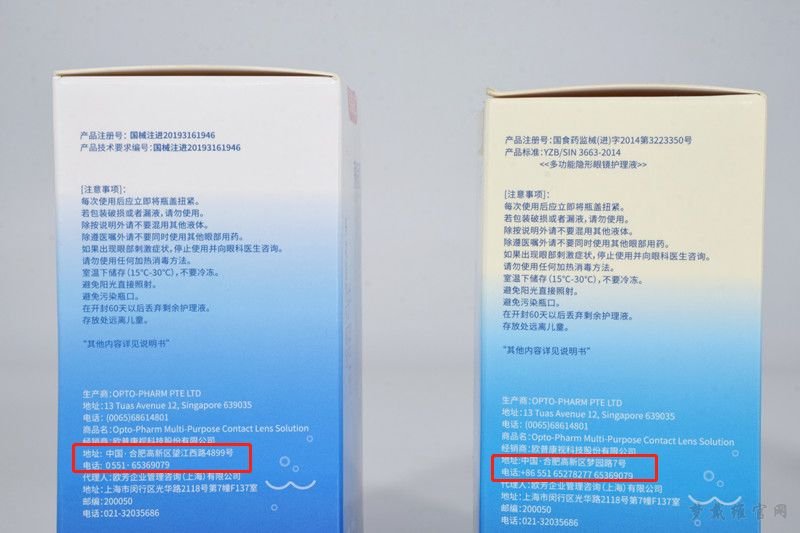 产品注册号: 国械注进20193161946
产品技术要求编号: 国械注进20193161946
[注意事项]:
每次使用后应立即将瓶盖扭紧。
若包装破损或者漏液,请勿使用。
除按说明外请不要混用其他液体。
除遵医嘱外请不要同时使用其他眼部用药。
如果出现眼部刺激症状,停止使用并向眼科医生咨询。
请勿使用任何加热消毒方法。
室温下储存(15℃-30℃),不要冷冻。
避免阳光直接照射。
避免污染瓶口。
在开封60天以后丢弃剩余护理液。
存放处远离儿童。
"其他内容详见说明书"
生产商:OPTO-PHARM PTE LTD
地址:13 Tuas Avenue 12, Singapore 639035
电话: (0065)68614801
商品名:Opto-Pharm Multi-Purpose Contact Lens Solution
经销商:欧普康视科技股份有限公司
地址: 中国·合肥高新区望江西路4899号
电话: 0551- 65369079
代理人:欧芳企业管理咨询(上海)有限公司
地址:上海市闵行区光华路2118号第7幢F137室
邮编:200050
电话:021-32035686
产品注册号:国食药监械(进)字2014第3223350号
产品标准:YZB/SIN 3663-2014
<<多功能隐形眼镜护理液>>
[注意事项]:
每次使用后应立即将瓶盖扭紧。
若包装破损或者漏液,请勿使用。
除按说明外请不要混用其他液体。
除遵医嘱外请不要同时使用其他眼部用药。
如果出现眼部刺激症状,停止使用并向眼科医生咨询。
请勿使用任何加热消毒方法。
室温下储存(15℃-30℃),不要冷冻。
避免阳光直接照射。
避免污染瓶口。
在开封60天以后丢弃剩余护理液。
存放处远离儿童。
"其他内容详见说明书"
生产商:OPTO-PHARM PTE LTD
地址:13 Tuas Avenue 12, Singapore 639035
电话:(0065)68614801
商品名:Opto-Pharm Multi-Purpose Contact Lens Solution
经销商:欧普康视科技股份有限公司
地址:中国·合肥高新区梦园路7号
电话:+86 551 65278277 65369079
代理人:欧芳企业管理咨询(上海)有限公司
地址:上海市闵行区光华路2118号第7幢F137室
邮编:200050
电话:021-32035686
梦戴维官网